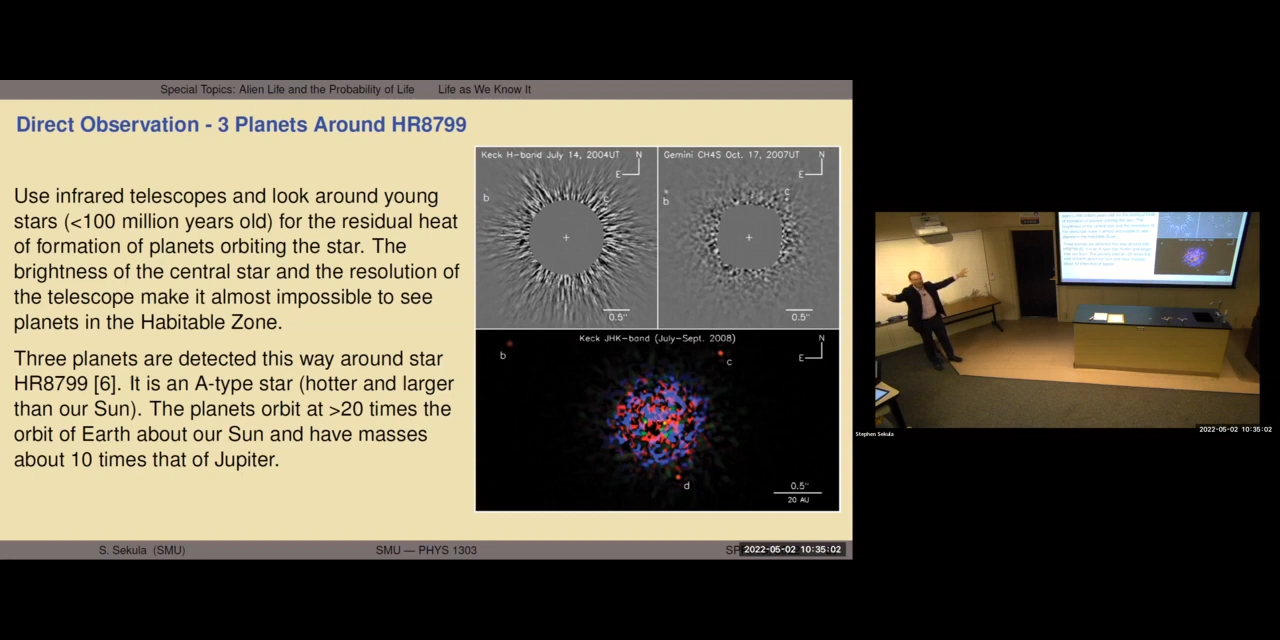 Special Topics: Alien Life and the Probability of Life Life as We Know It
Direct Observation - 3 Planets Around HR8799
Use infrared telescopes and look around young
stars (<100 million years old) for the residual heat
of formation of planets orbiting the star. The
brightness of the central star and the resolution of
the telescope make it almost impossible to see
planets in the Habitable Zone.
Three planets are detected this way around star
HR8799 [6]. It is an A-type star (hotter and larger
than our Sun). The planets orbit at >20 times the
orbit of Earth about our Sun and have masses
about 10 times that of Jupiter.
Keck H-band July 14, 2004UT N
E
b
c
0.5"
Gemini CH4S Oct. 17, 2007UT N
E
b
c
0.5"
Keck JHK-band (July-Sept. 2008) N
E
b
c
d
0.5"
20 AU
S. Sekula (SMU) SMU — PHYS 1303 SP
2022-05-02 10:35:02
Stephen Sekula
2022-05-02 10:35:02